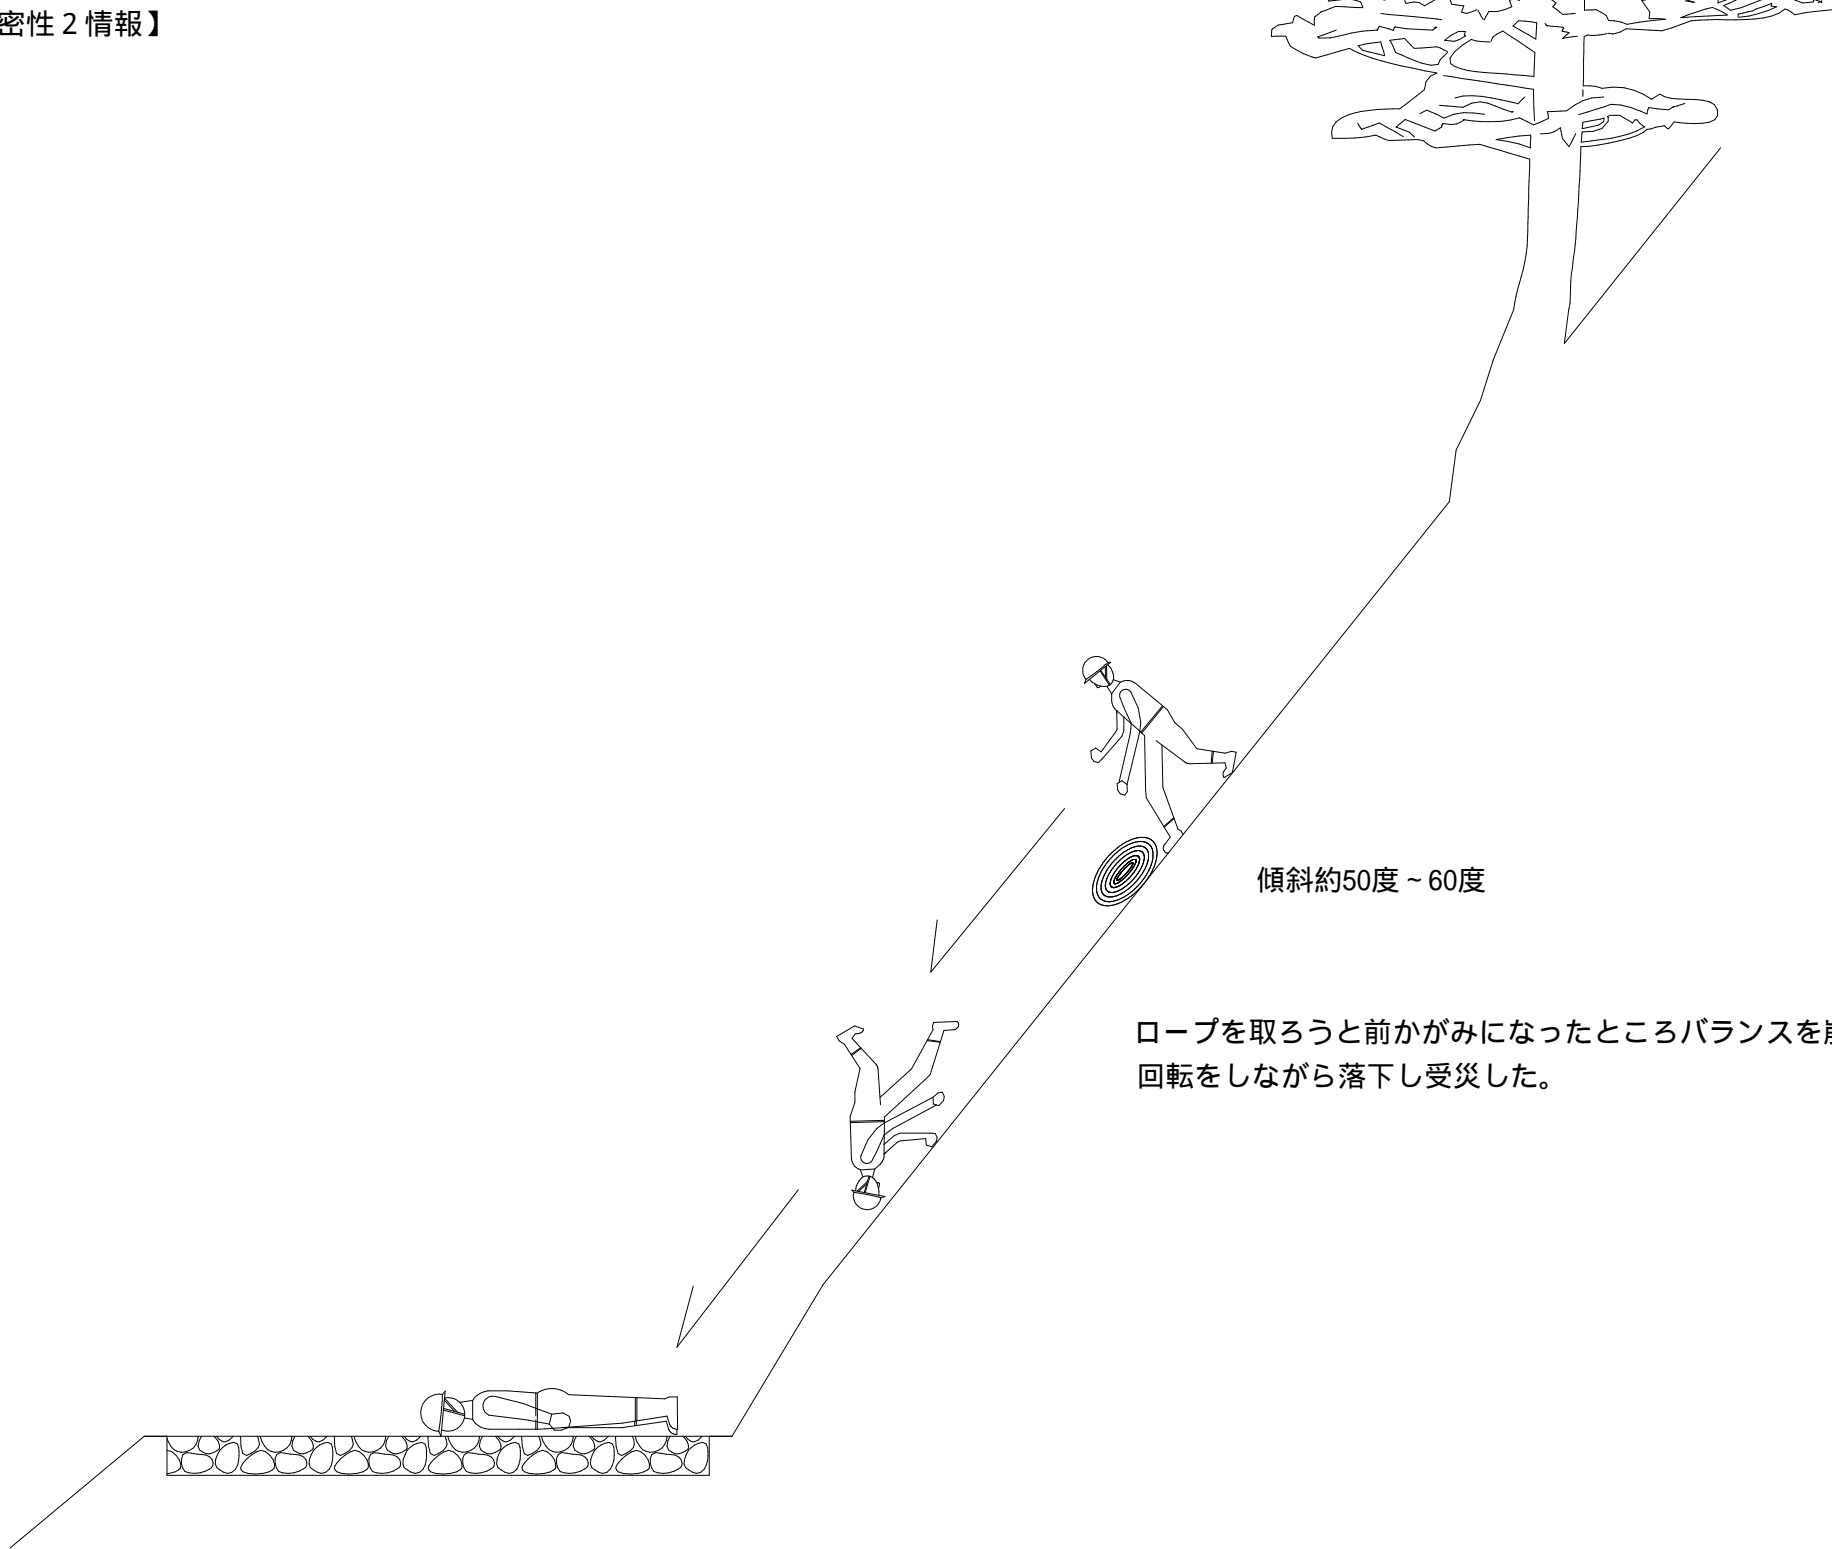 密性２情報】
傾斜約50度～60度
ロープを取ろうと前かがみになったところバランスを
回転をしながら落下し受災した。